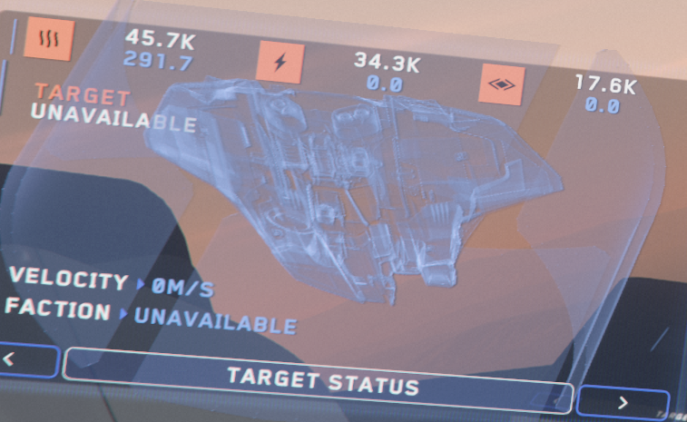 45.7K
291.7
34.3K
0.0
17.6K
0.0
TARGET
UNAVAILABLE
VELOCITY 0M/S
FACTION UNAVAILABLE
< TARGET STATUS >